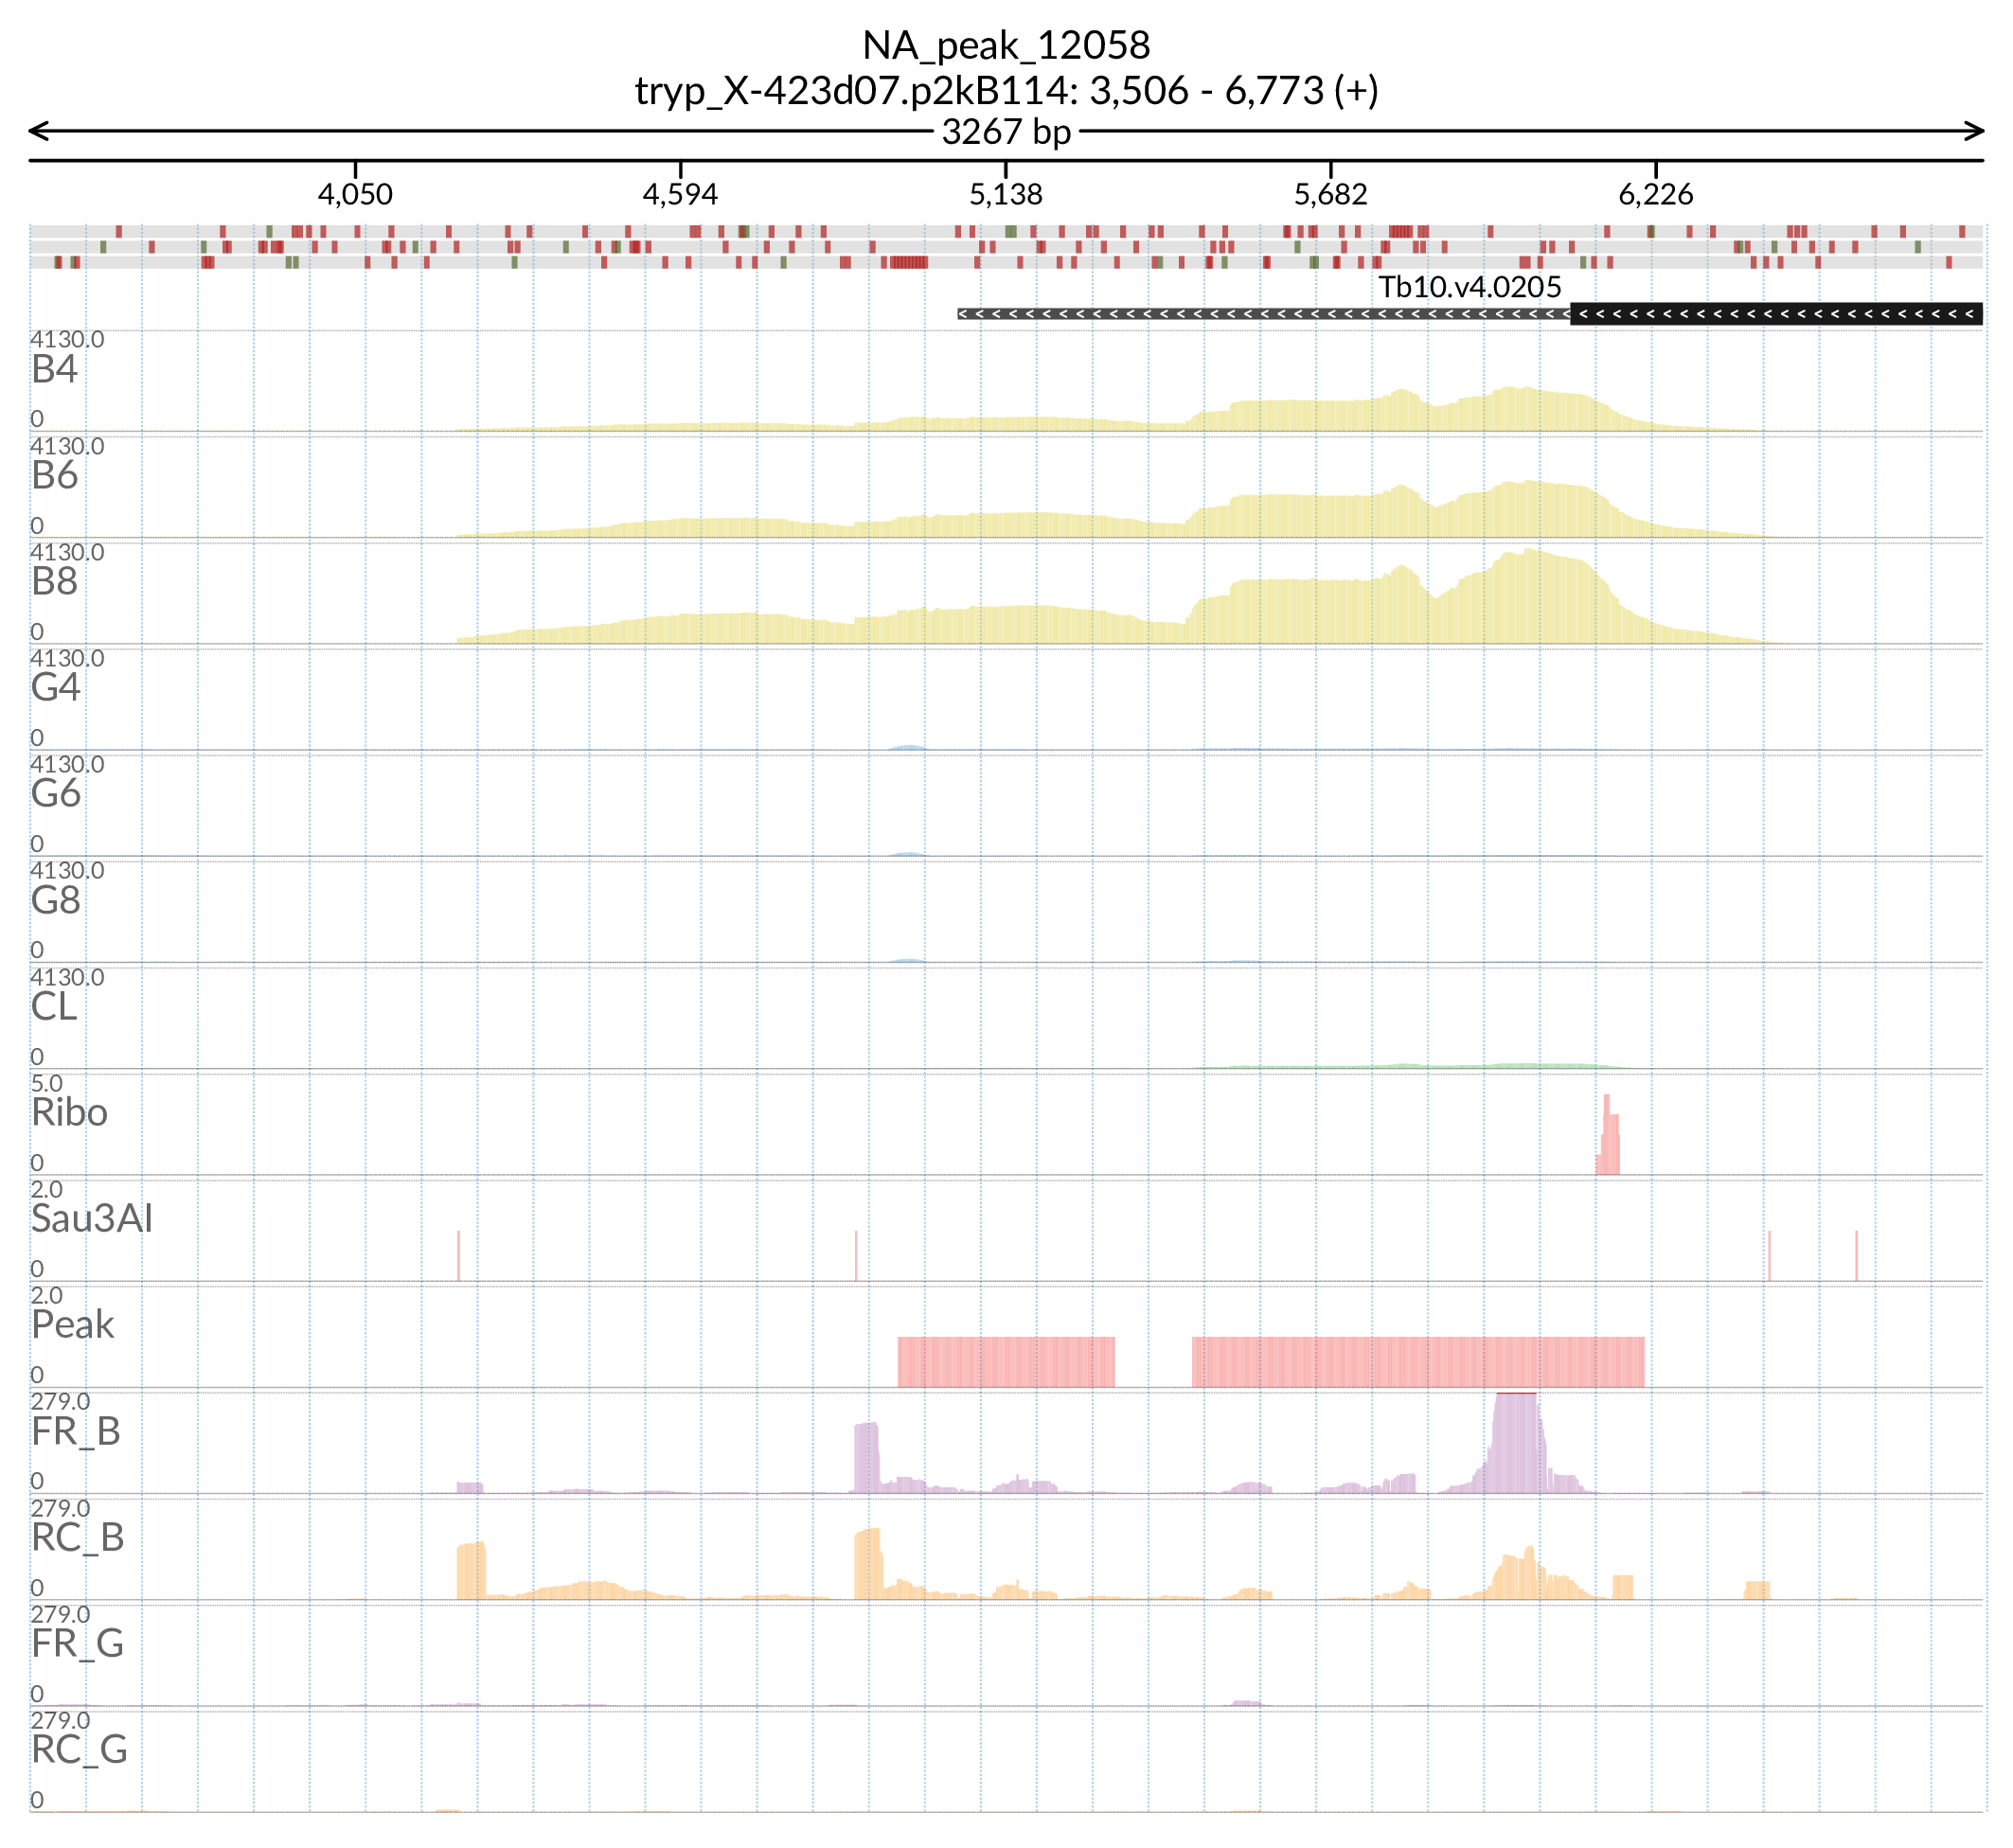 NA_peak_12058
tryp_X-423d07.p2kB114: 3,506 - 6,773 (+)
3267 bp
4,050 4,594 5,138 5,682 6,226
Tb10.v4.0205
4130.0
B4
0
4130.0
B6
0
4130.0
B8
0
4130.0
G4
0
4130.0
G6
0
4130.0
G8
0
4130.0
CL
0
5.0
Ribo
0
2.0
Sau3AI
0
2.0
Peak
0
279.0
FR_B
0
279.0
RC_B
0
279.0
FR_G
0
279.0
RC_G
0